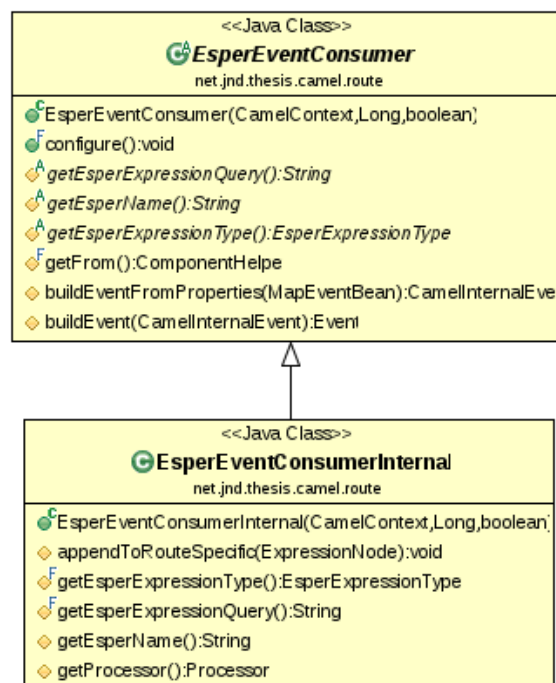 <<Java Class>>
EsperEventConsumer
net.jnd.thesis.camel.route
EsperEventConsumer(CamelContext,Long,boolean)
configure():void
getEsperExpressionQuery():String
getEsperName():String
getEsperExpressionType():EsperExpressionType
getFrom():ComponentHelpe
buildEventFromProperties(MapEventBean):CamelInternalEve
buildEvent(CamelInternalEvent):Event
<<Java Class>>
EsperEventConsumerInternal
net.jnd.thesis.camel.route
EsperEventConsumerInternal(CamelContext,Long,boolean)
appendToRouteSpecific(ExpressionNode):void
getEsperExpressionType():EsperExpressionType
getEsperExpressionQuery():String
getEsperName():String
getProcessor():Processor